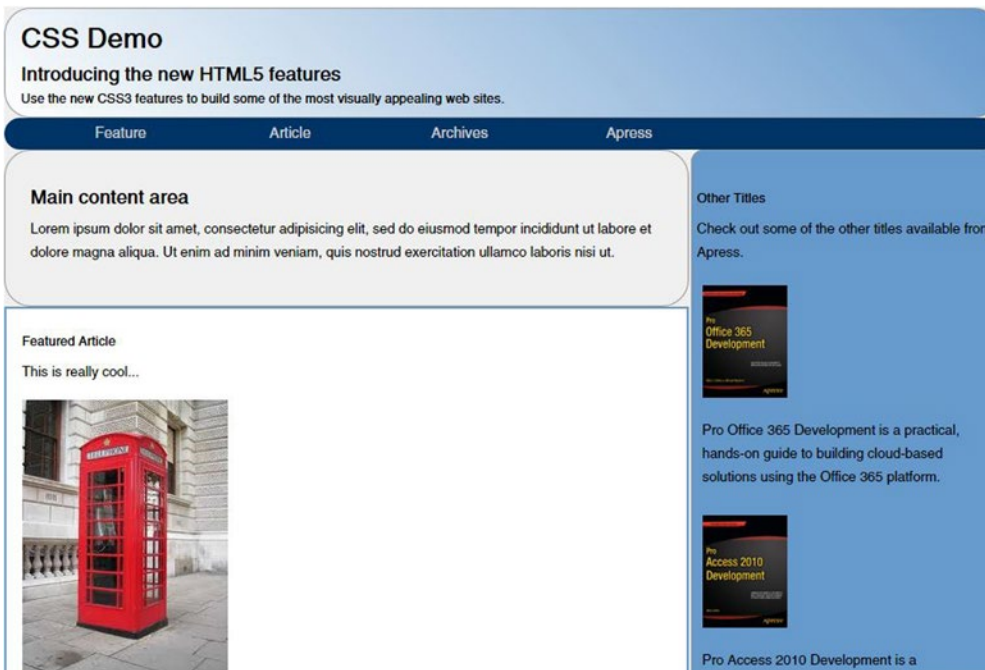 CSS Demo
Introducing the new HTML5 features
Use the new CSS3 features to build some of the most visually appealing web sites.
Feature Article Archives Apress
Main content area
Lorem ipsum dolor sit amet, consectetur adipisicing elit, sed do eiusmod tempor incididunt ut labore et
dolore magna aliqua. Ut enim ad minim veniam, quis nostrud exercitation ullamco laboris nisi ut.
Featured Article
This is really cool...
TELEPHONE
Other Titles
Check out some of the other titles available from
Apress.
Pro
Office 365
Development
Apress
Pro Office 365 Development is a practical,
hands-on guide to building cloud-based
solutions using the Office 365 platform.
Pro
Access 2010
Development
Apress
Pro Access 2010 Development is a